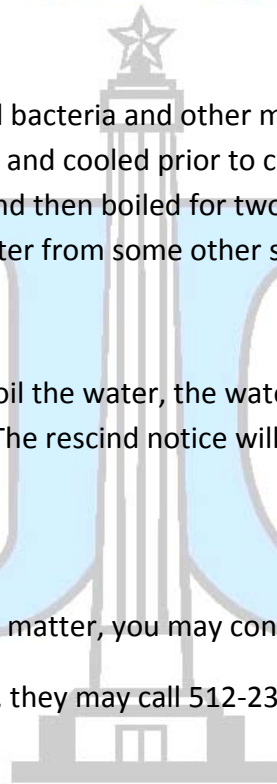 bacteria and other m
and cooled prior to c
nd then boiled for two
ter from some other s
oil the water, the wate
The rescind notice will
matter, you may con
, they may call 512-23